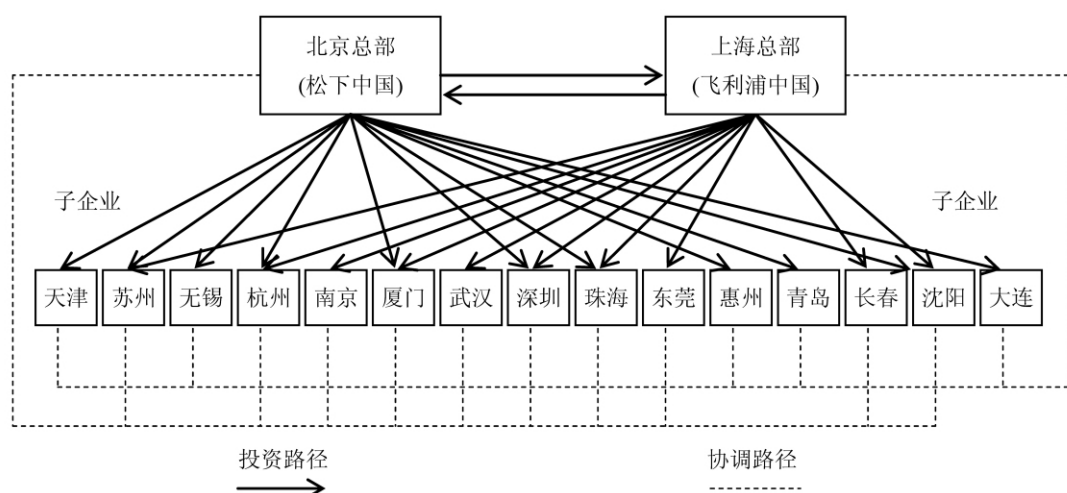 北京总部
(松下中国)
上海总部
(飞利浦中国)
子企业
子企业
天津
苏州
无锡
杭州
南京
厦门
武汉
深圳
珠海
东莞
惠州
青岛
长春
沈阳
大连
投资路径
协调路径